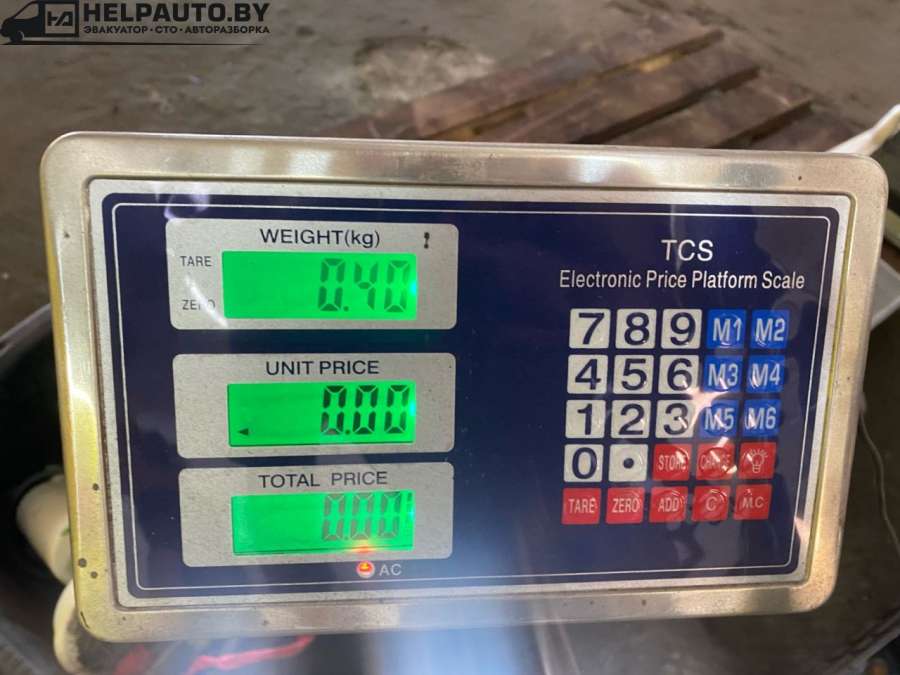 HELPAUTO.BY
ЭВАКУАТОР·СТО·АВТОРАЗБОРКА
WEIGHT(kg)
TARE
0.40
ZERO
UNIT PRICE
0.00
TOTAL PRICE
0.00
AC
TCS
Electronic Price Platform Scale
7 8 9 M1 M2
4 5 6 M3 M4
1 2 3 M5 M6
0 • STORE CHANGE
TARE ZERO ADD C M.C